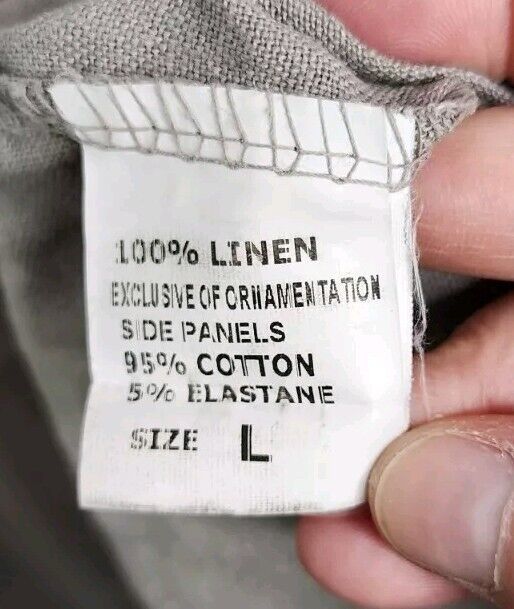 100% LINEN
EXCLUSIVE OF ORNAMENTATION
SIDE PANELS
95% COTTON
5% ELASTANE
SIZE L